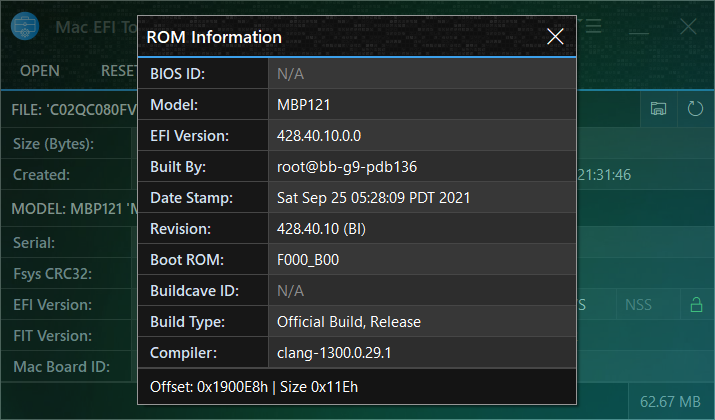 Mac EFI To
ROM Information
OPEN
RESE
BIOS ID: N/A
FILE: 'C02QC080FV
Model: MBP121
Size (Bytes):
EFI Version: 428.40.10.0.0
Created:
Built By: root@bb-g9-pdb136
21:31:46
MODEL: MBP121 'M
Date Stamp: Sat Sep 25 05:28:09 PDT 2021
Serial:
Revision: 428.40.10 (BI)
Fsys CRC32:
Boot ROM: F000_B00
EFI Version:
Buildcave ID: N/A
NSS
FIT Version:
Build Type: Official Build, Release
Mac Board ID:
Compiler: clang-1300.0.29.1
Offset: 0x1900E8h | Size 0x11Eh
62.67 MB